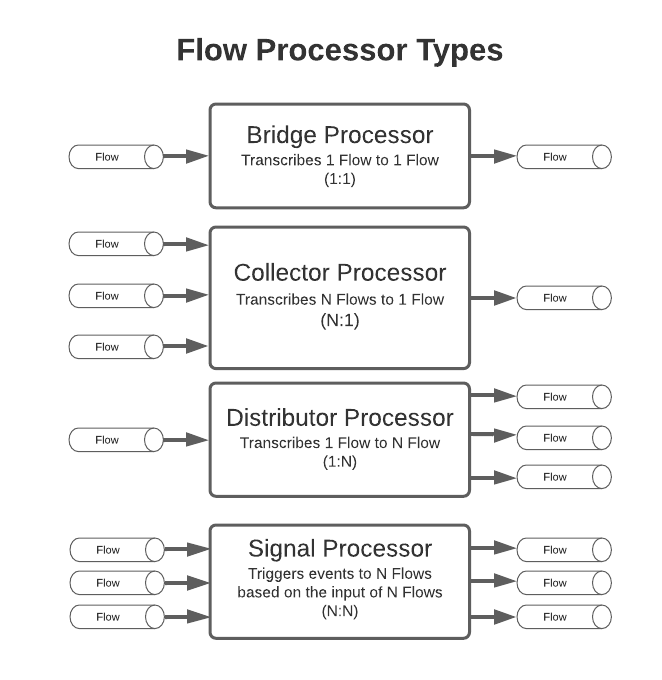 Flow Processor Types
Flow
Bridge Processor
Transcribes 1 Flow to 1 Flow
(1:1)
Flow
Flow
Flow
Flow
Collector Processor
Transcribes N Flows to 1 Flow
(N:1)
Flow
Flow
Distributor Processor
Transcribes 1 Flow to N Flow
(1:N)
Flow
Flow
Flow
Flow
Flow
Flow
Signal Processor
Triggers events to N Flows
based on the input of N Flows
(N:N)
Flow
Flow
Flow